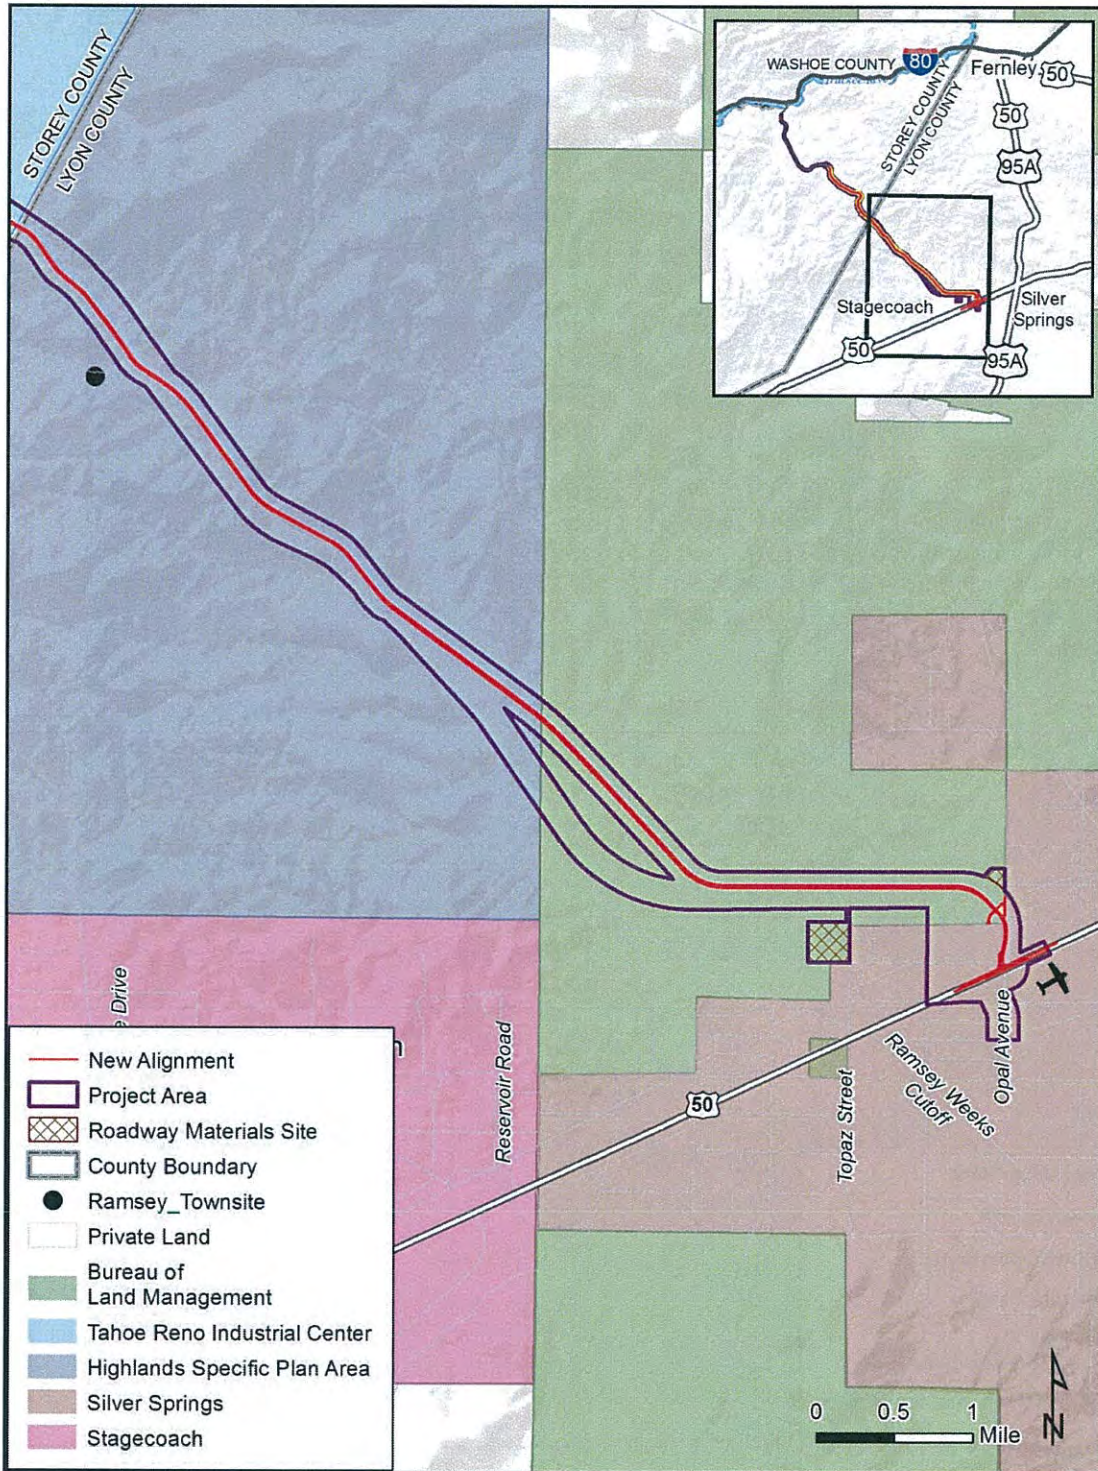 STOREY COUNTY
LYON COUNTY
WASHOE COUNTY
80
Fernley
50
50
STOREY COUNTY
LYON COUNTY
95A
Stagecoach
Silver
Springs
50
95A
e Drive
n
Reservoir Road
50
Topaz Street
Ramsey Weeks
Cutoff
Opal Avenue
New Alignment
Project Area
Roadway Materials Site
County Boundary
Ramsey_Townsite
Private Land
Bureau of
Land Management
Tahoe Reno Industrial Center
Highlands Specific Plan Area
Silver Springs
Stagecoach
0 0.5 1
Mile
N